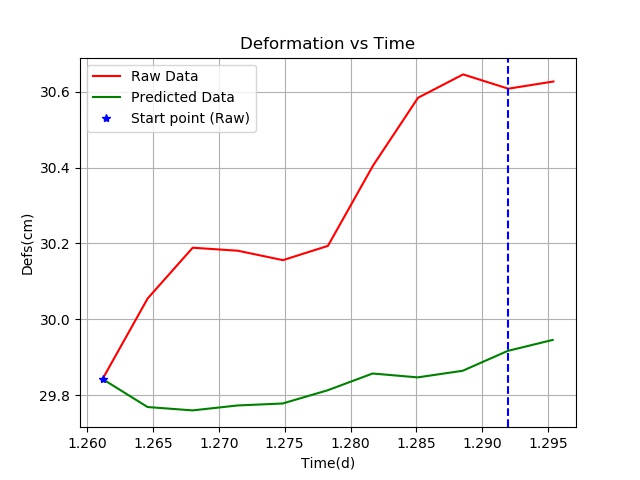 Deformation vs Time
Raw Data
Predicted Data
Start point (Raw)
30.6
30.4
30.2
30.0
29.8
Defs(cm)
1.260 1.265 1.270 1.275 1.280 1.285 1.290 1.295
Time(d)